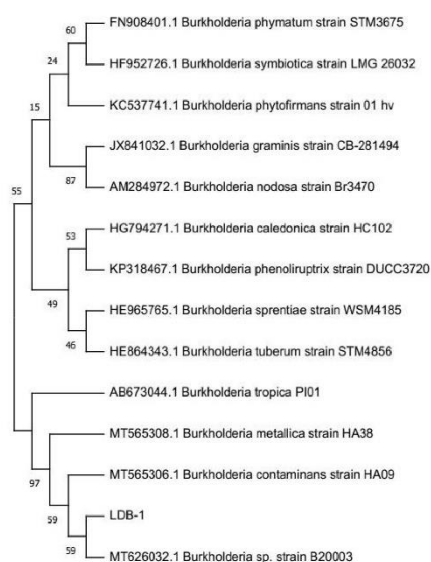 60
FN908401.1 Burkholderia phymatum strain STM3675
24
HF952726.1 Burkholderia symbiotica strain LMG 26032
15
KC537741.1 Burkholderia phytofirmans strain 01 hv
JX841032.1 Burkholderia graminis strain CB-281494
87
AM284972.1 Burkholderia nodosa strain Br3470
55
HG794271.1 Burkholderia caledonica strain HC102
53
KP318467.1 Burkholderia phenoliruptrix strain DUCC3720
49
HE965765.1 Burkholderia sprentiae strain WSM4185
46
HE864343.1 Burkholderia tuberum strain STM4856
AB673044.1 Burkholderia tropica PI01
MT565308.1 Burkholderia metallica strain HA38
97
MT565306.1 Burkholderia contaminans strain HA09
59
LDB-1
59
MT626032.1 Burkholderia sp. strain B20003